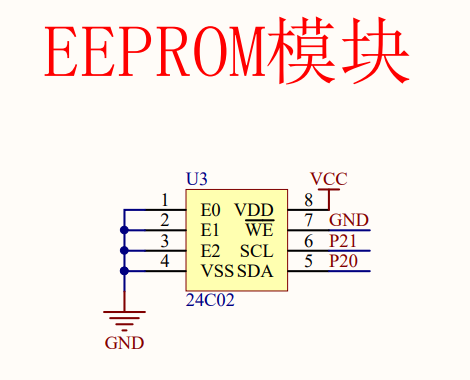 EEPROM模块
U3
VCC
1 E0 VDD 8
2 E1 WE 7 GND
3 E2 SCL 6 P21
4 VSS SDA 5 P20
24C02
GND